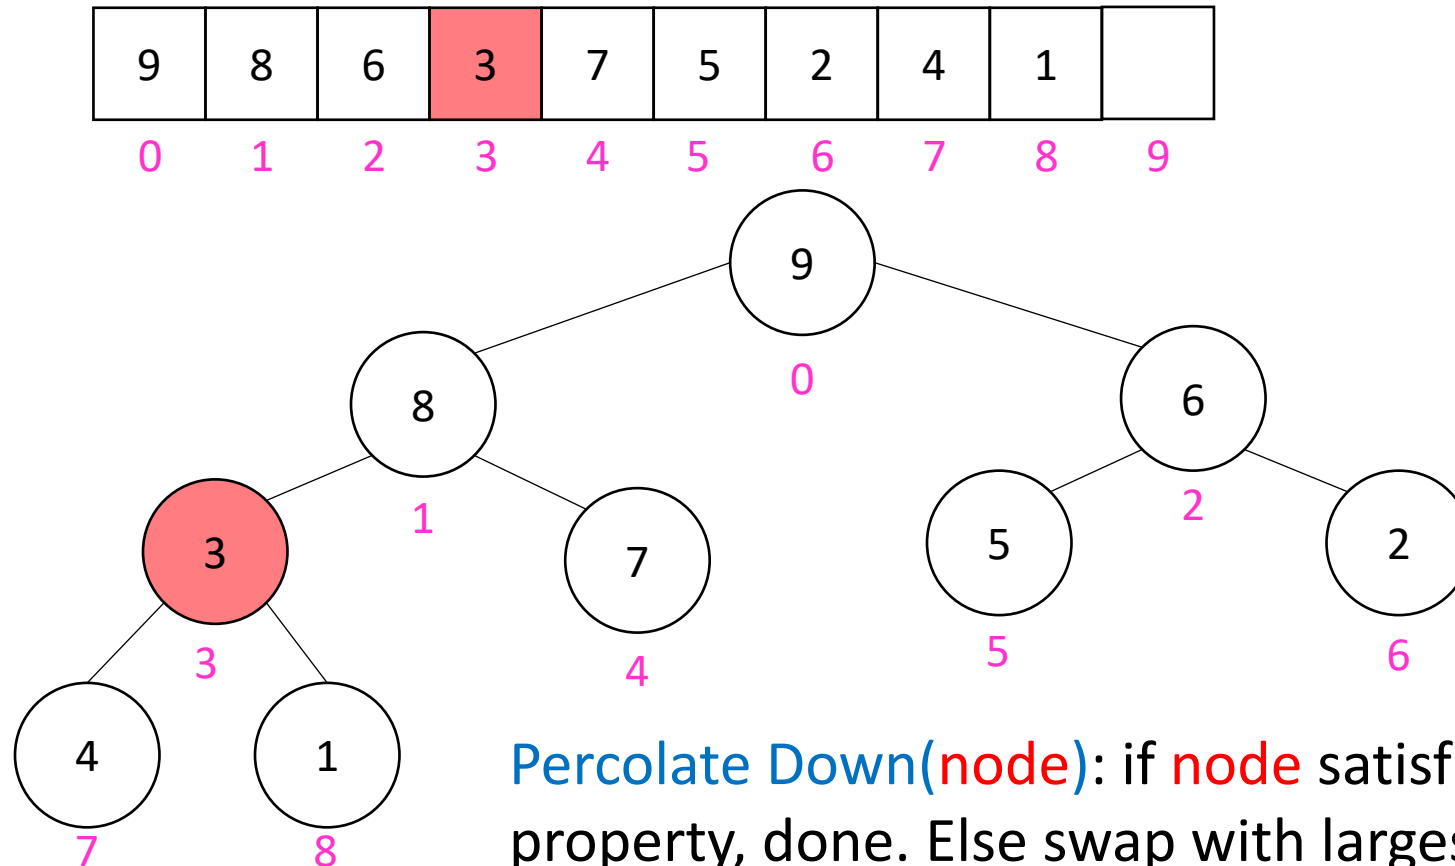 9 8 6 3 7 5 2 4 1
0 1 2 3 4 5 6 7 8 9
9
0
8 6
1 2
3 7 5 2
3 4 5 6
4 1
7 8
Percolate Down(node): if node satisf
property, done. Else swap with larges